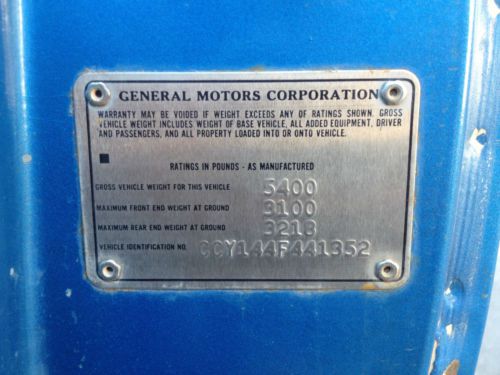 GENERAL MOTORS CORPORATION
WARRANTY MAY BE VOIDED IF WEIGHT EXCEEDS ANY OF RATINGS SHOWN. GROSS
VEHICLE WEIGHT INCLUDES WEIGHT OF BASE VEHICLE, ALL ADDED EQUIPMENT, DRIVER
AND PASSENGERS, AND ALL PROPERTY LOADED INTO OR ONTO VEHICLE.
RATINGS IN POUNDS - AS MANUFACTURED
GROSS VEHICLE WEIGHT FOR THIS VEHICLE 5400
MAXIMUM FRONT END WEIGHT AT GROUND 3100
MAXIMUM REAR END WEIGHT AT GROUND 3213
VEHICLE IDENTIFICATION NO. CCY144F441352